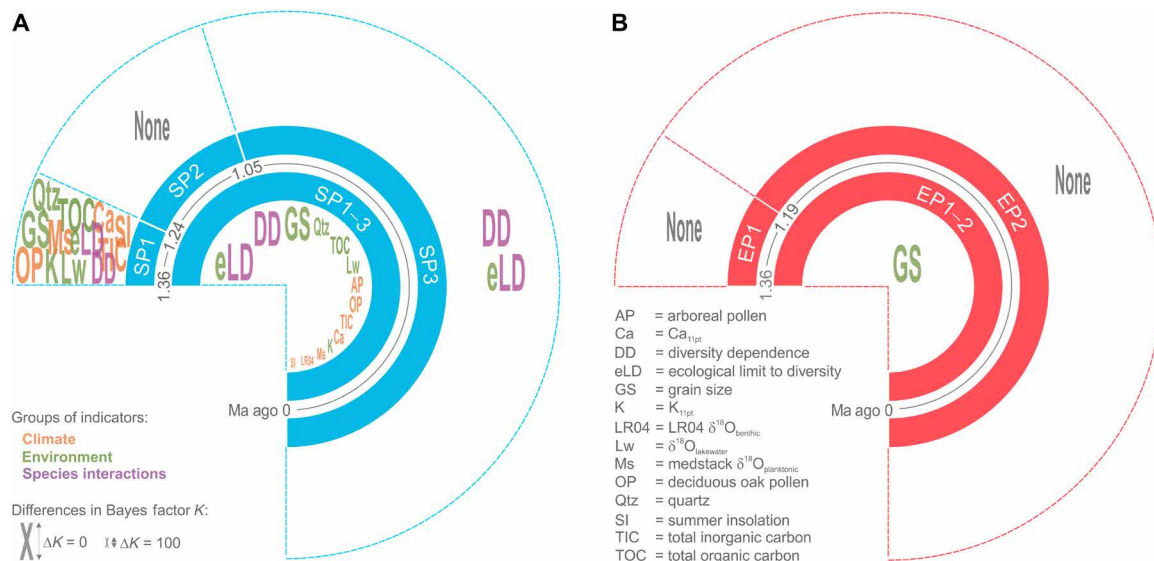 A
None
SP2
1.05
SP1–3
SP3
1.24
SP1
1.36
Qtz
GS
TOC
Ca
SI
Ms
eLD
TIC
OP
K
Lw
DD
eLD
DD
GS
Qtz
TOC
Lw
AP
OP
TIC
Ca
K
Ms
LR04
SI
DD
eLD
Ma ago 0
Groups of indicators:
Climate
Environment
Species interactions
Differences in Bayes factor K:
X ΔK = 0 X ΔK = 100
B
None
None
EP1
EP1–2
EP2
1.19
1.36
GS
Ma ago 0
AP = arboreal pollen
Ca = Ca11pt
DD = diversity dependence
eLD = ecological limit to diversity
GS = grain size
K = K11pt
LR04 = LR04 δ18Obenthic
Lw = δ18Olakewater
Ms = medstack δ18Oplanktonic
OP = deciduous oak pollen
Qtz = quartz
SI = summer insolation
TIC = total inorganic carbon
TOC = total organic carbon